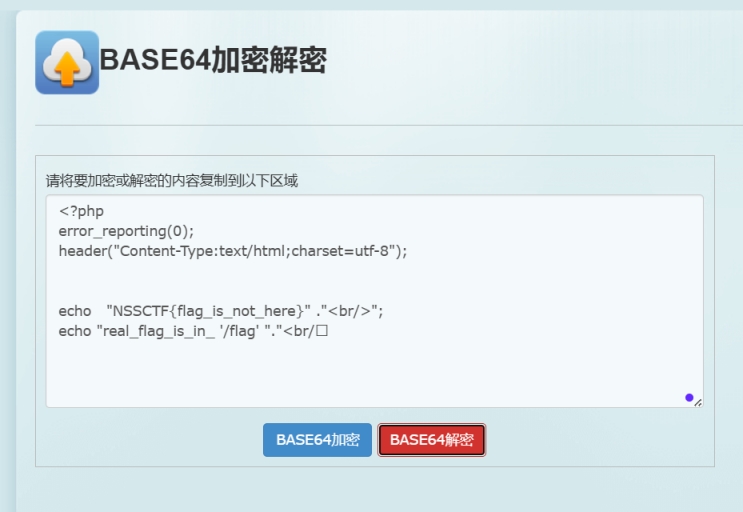 BASE64加密解密
请将要加密或解密的内容复制到以下区域
<?php
error_reporting(0);
header("Content-Type:text/html;charset=utf-8");
echo   "NSSCTF{flag_is_not_here}" ."<br/>";
echo "real_flag_is_in_ '/flag' "."<br/□
BASE64加密 BASE64解密